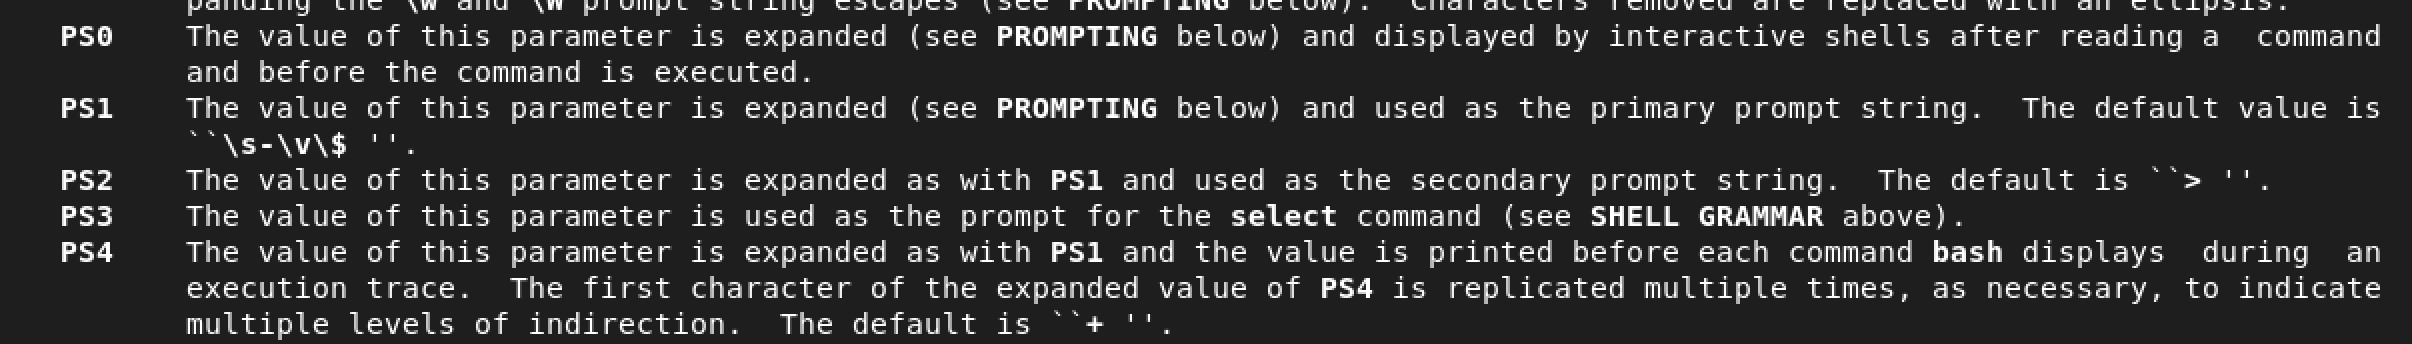 panding the \w and \W prompt string escapes (see PROMPTING below).  Characters removed are replaced with an ellipsis.
PS0    The value of this parameter is expanded (see PROMPTING below) and displayed by interactive shells after reading a  command
and before the command is executed.
PS1    The value of this parameter is expanded (see PROMPTING below) and used as the primary prompt string.  The default value is
``\s-\v\$ ''.
PS2    The value of this parameter is expanded as with PS1 and used as the secondary prompt string.  The default is ``> ''.
PS3    The value of this parameter is used as the prompt for the select command (see SHELL GRAMMAR above).
PS4    The value of this parameter is expanded as with PS1 and the value is printed before each command bash displays  during  an
execution trace.  The first character of the expanded value of PS4 is replicated multiple times, as necessary, to indicate
multiple levels of indirection.  The default is ``+ ''.